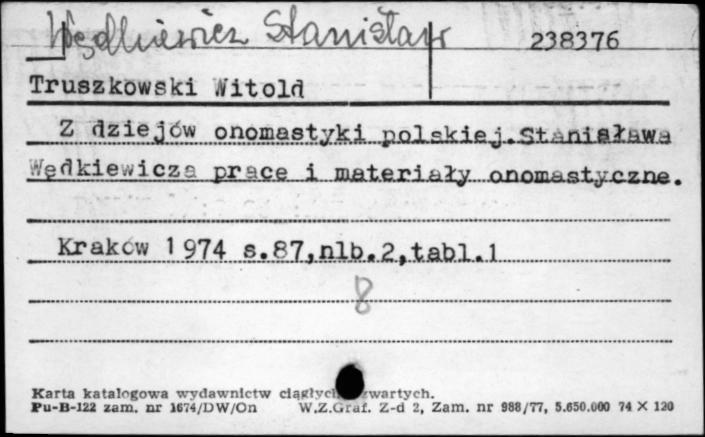 Wędkiewicz Stanisław 238376
Truszkowski Witold
Z dziejów onomastyki polskiej.Stanisława
Wędkiewicza prace i materiały onomastyczne.
Kraków 1974 s.87,nlb.2,tabl.1
8
Karta katalogowa wydawnictw ciągłych zwartych.
Pu-B-122 zam. nr 1674/DW/On W.Z.Graf. Z-d 2, Zam. nr 988/77, 5.650.000 74 X 120